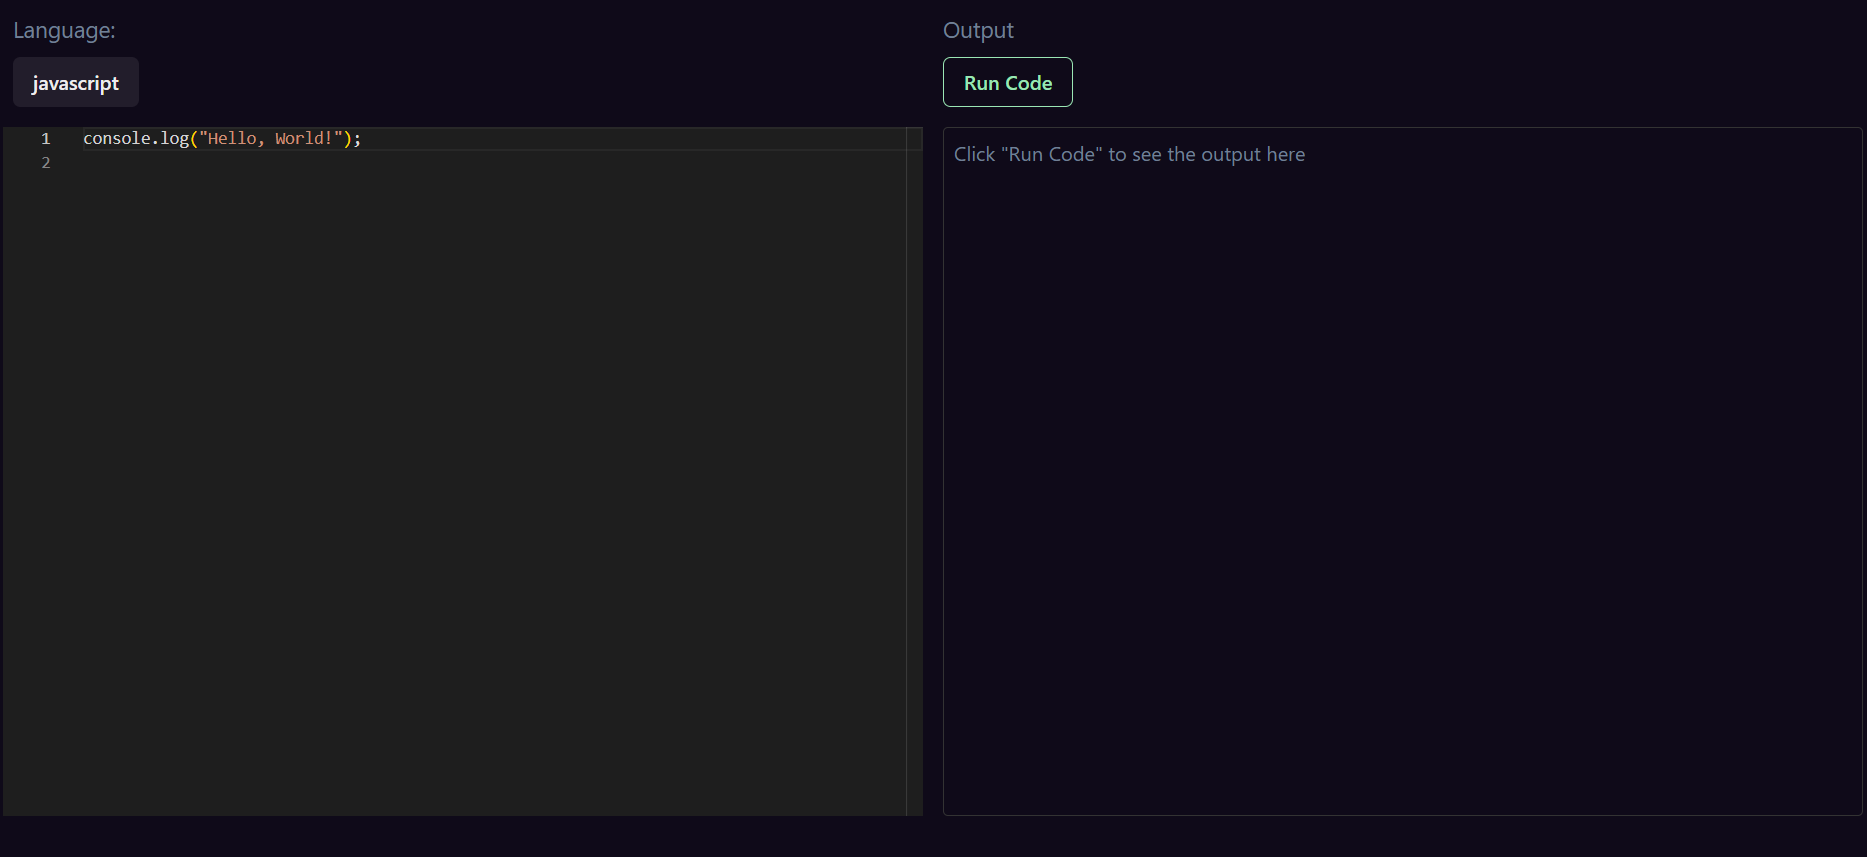 Language:
javascript
1 console.log("Hello, World!");
2
Output
Run Code
Click "Run Code" to see the output here